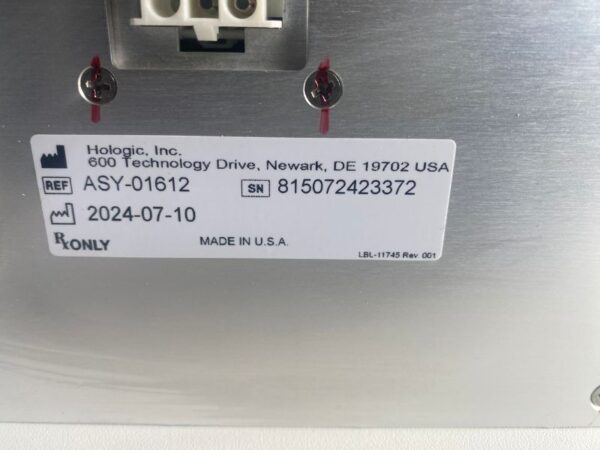 Hologic, Inc.
600 Technology Drive, Newark, DE 19702 USA
REF ASY-01612 SN 815072423372
2024-07-10
Rx ONLY MADE IN U.S.A. LBL-11745 Rev. 001